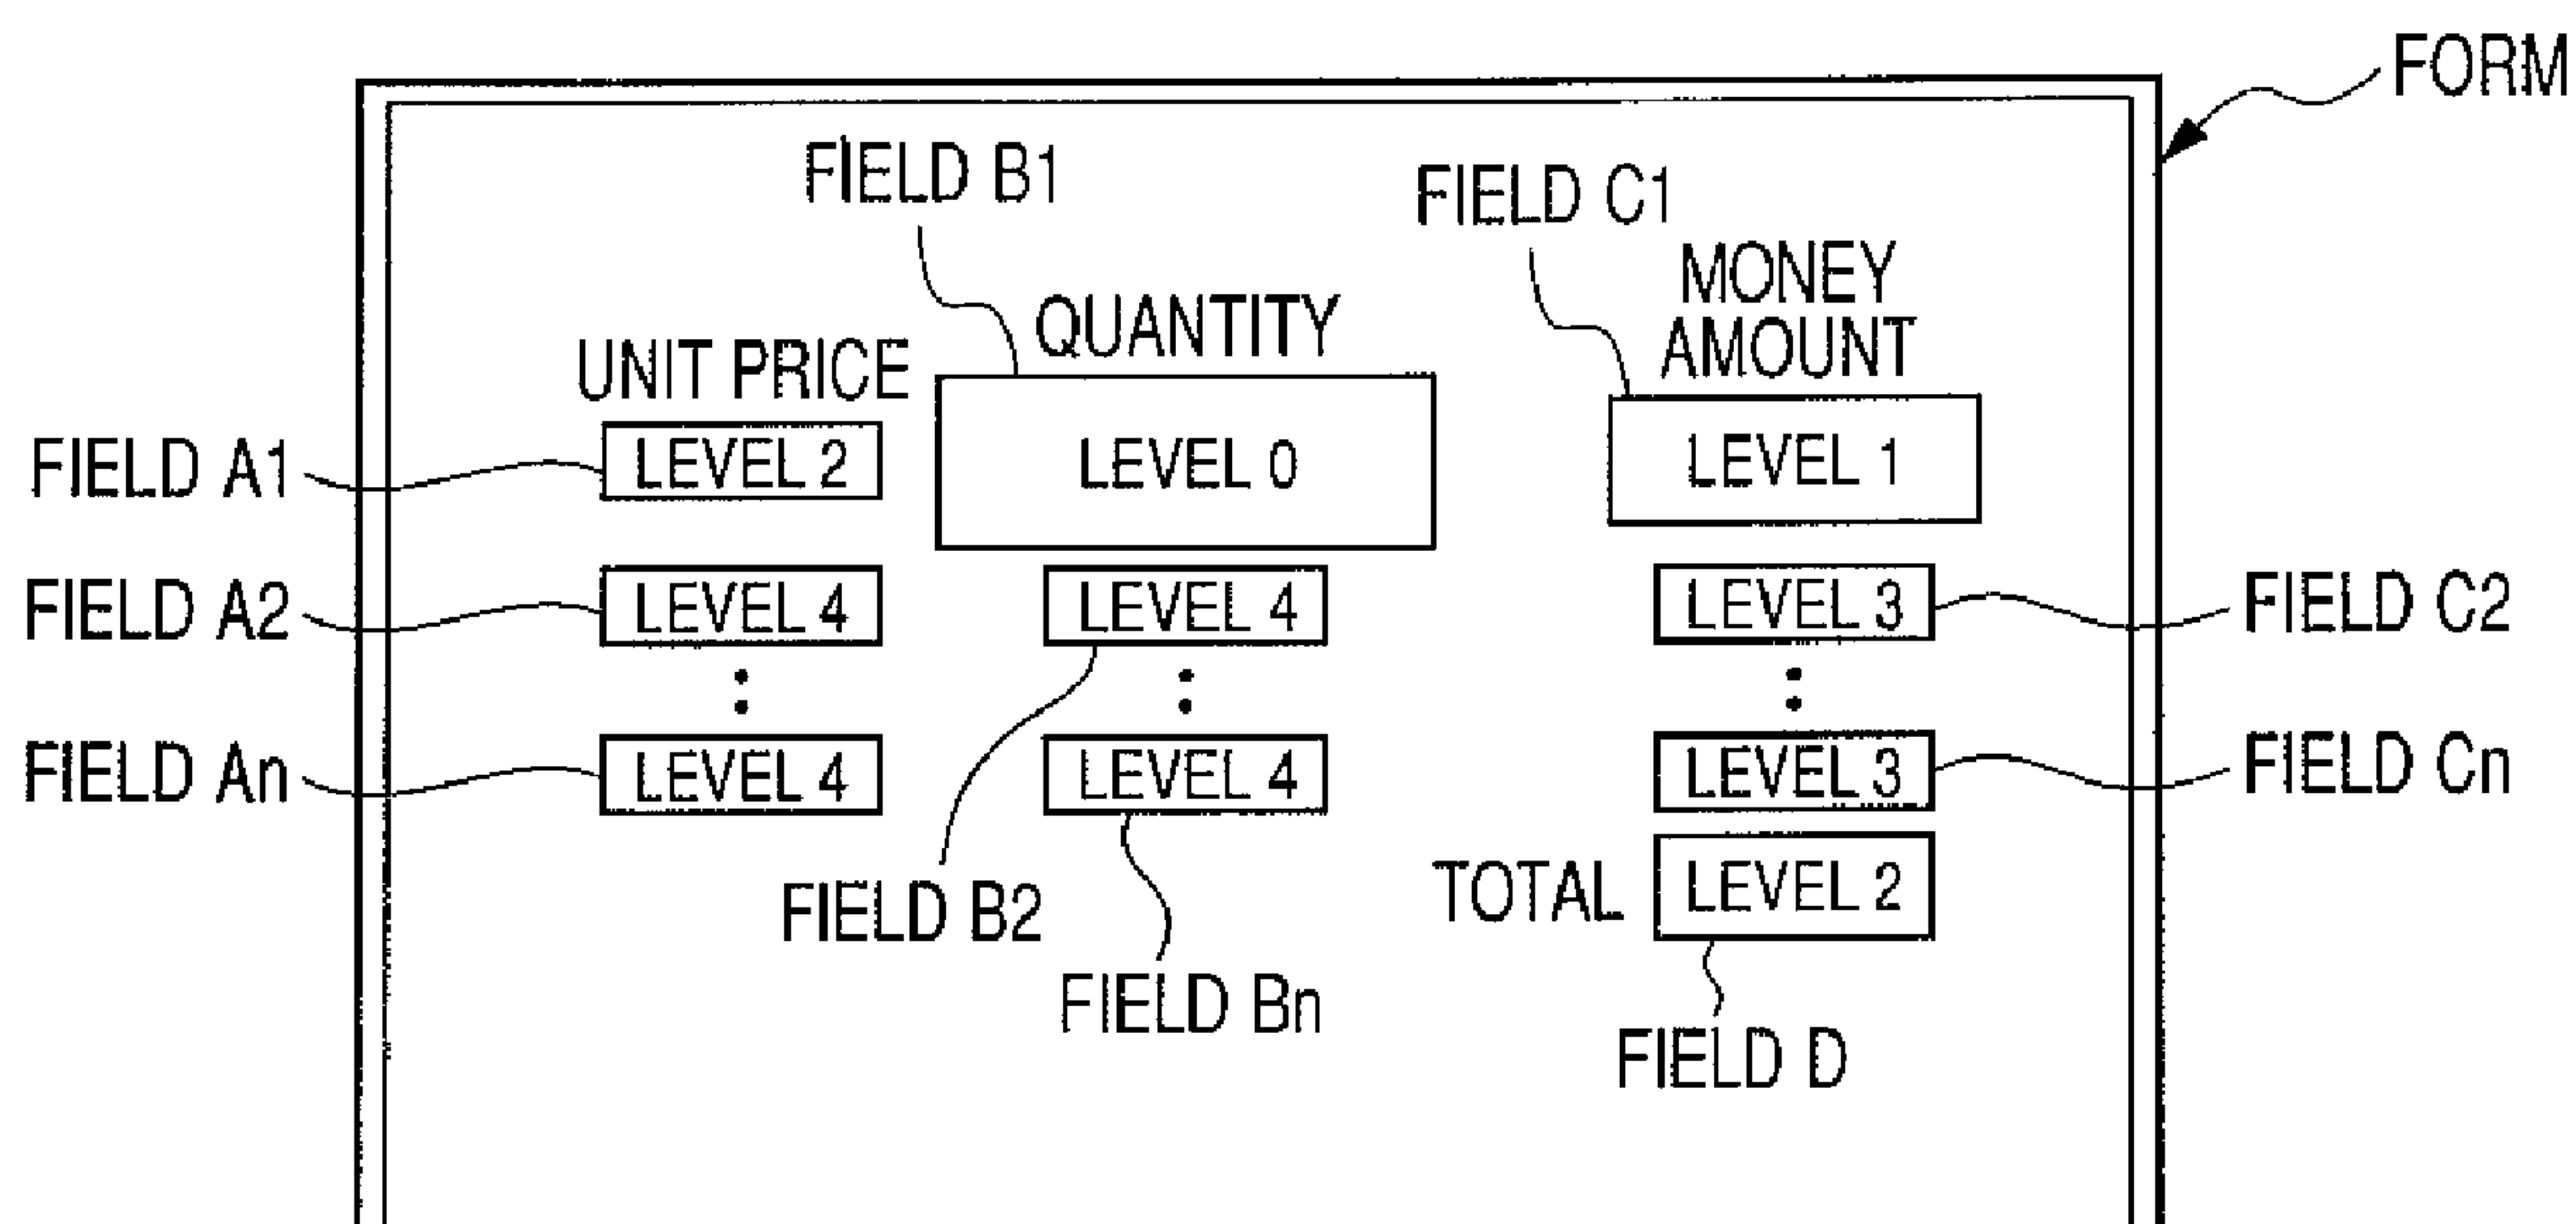 FORM
FIELD B1
FIELD C1
MONEY
AMOUNT
QUANTITY
UNIT PRICE
FIELD A1
LEVEL 2
LEVEL 0
LEVEL 1
FIELD A2
LEVEL 4
LEVEL 4
LEVEL 3
FIELD C2
FIELD An
LEVEL 4
LEVEL 4
LEVEL 3
FIELD Cn
FIELD B2
TOTAL
LEVEL 2
FIELD Bn
FIELD D